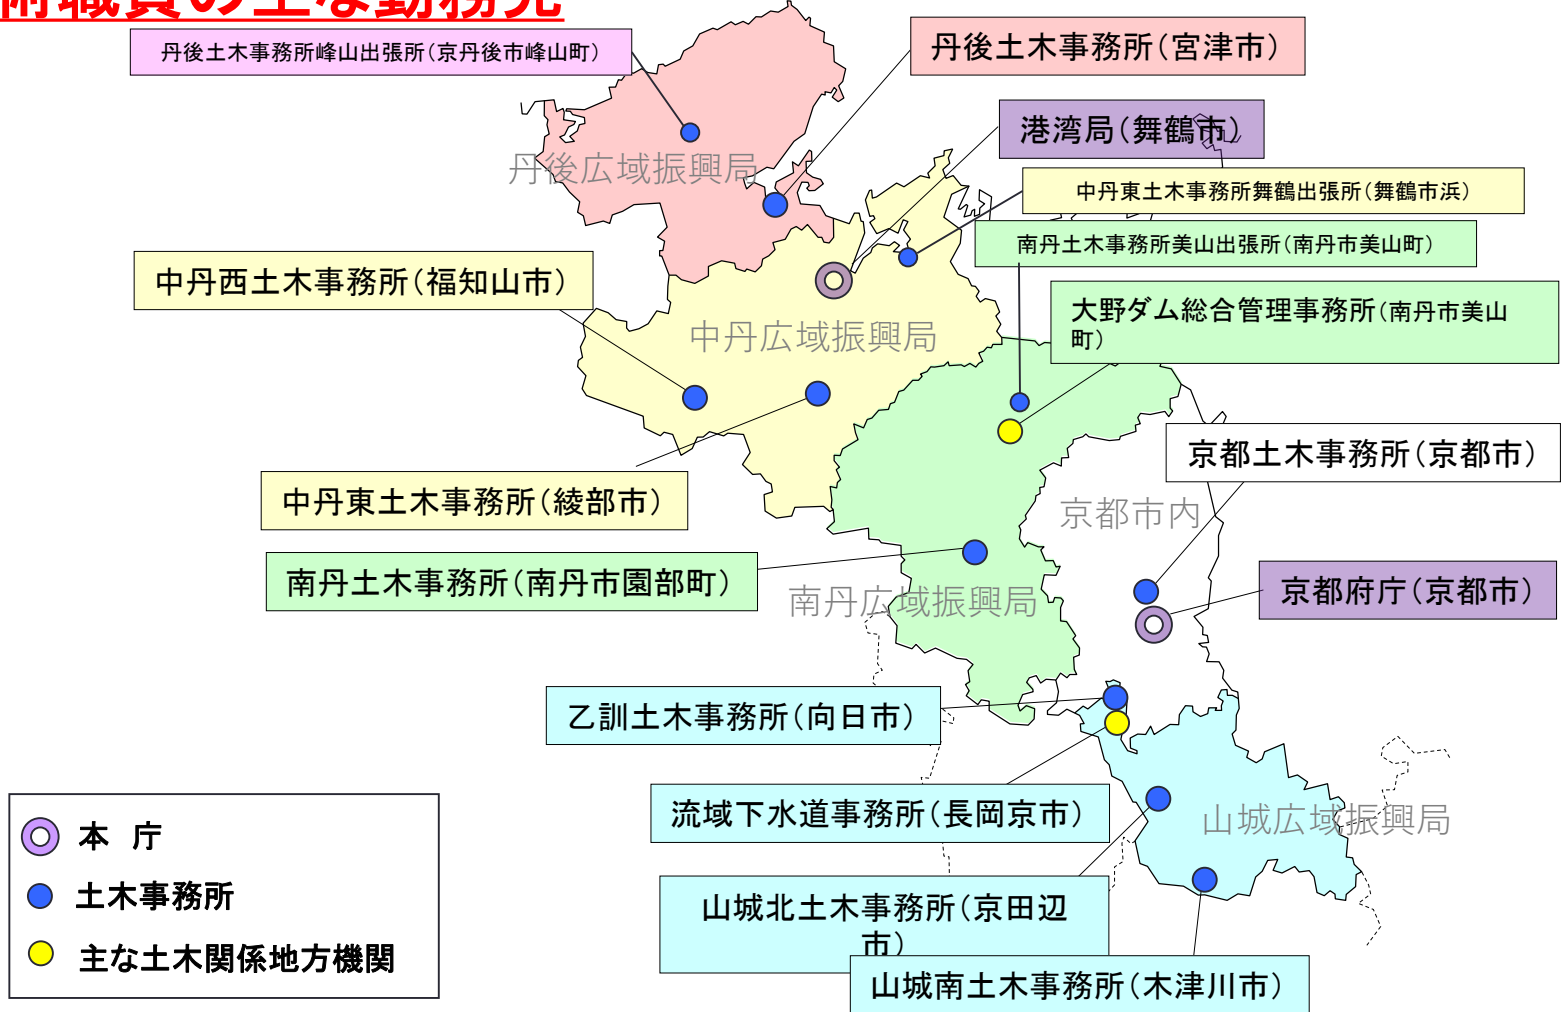 術職員の主な勤務先
丹後土木事務所峰山出張所（京丹後市峰山町）
丹後土木事務所（宮津市）
港湾局（舞鶴市）
丹後広域振興局
中丹東土木事務所舞鶴出張所（舞鶴市浜）
南丹土木事務所美山出張所（南丹市美山町）
中丹西土木事務所（福知山市）
大野ダム総合管理事務所（南丹市美山
町）
中丹広域振興局
京都土木事務所（京都市）
中丹東土木事務所（綾部市）
京都市内
南丹土木事務所（南丹市園部町）
南丹広域振興局
京都府庁（京都市）
乙訓土木事務所（向日市）
流域下水道事務所（長岡京市）
山城広域振興局
山城北土木事務所（京田辺
市）
山城南土木事務所（木津川市）
本　庁
土木事務所
主な土木関係地方機関